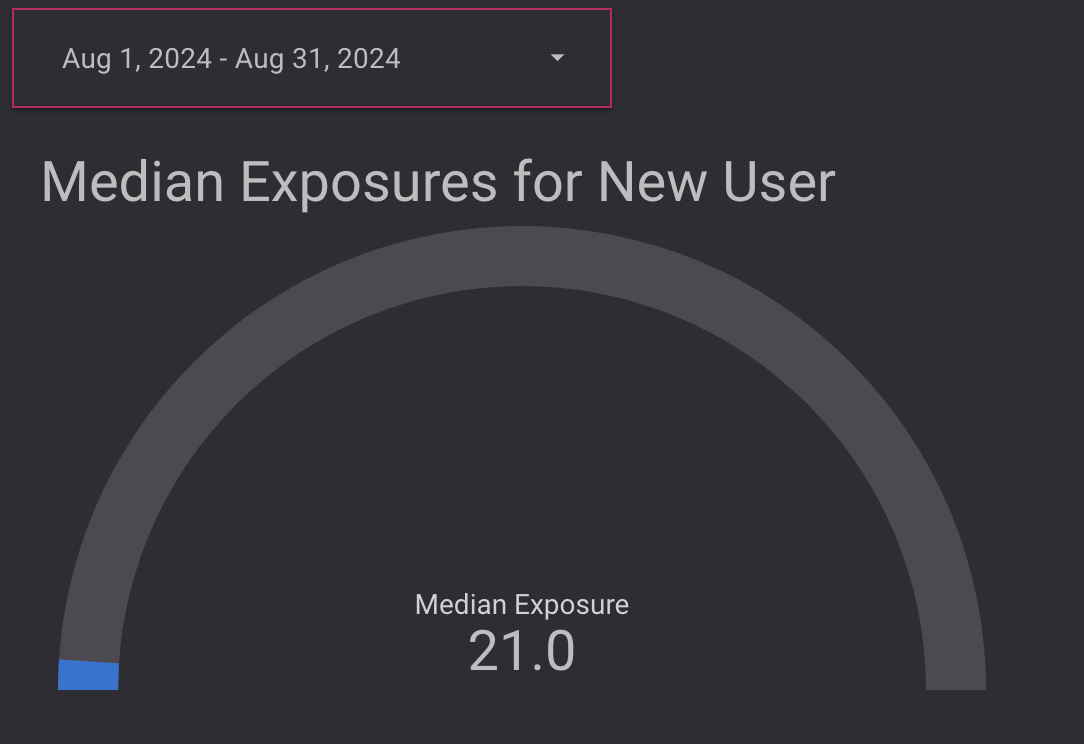 Aug 1, 2024 - Aug 31, 2024
Median Exposures for New User
Median Exposure
21.0